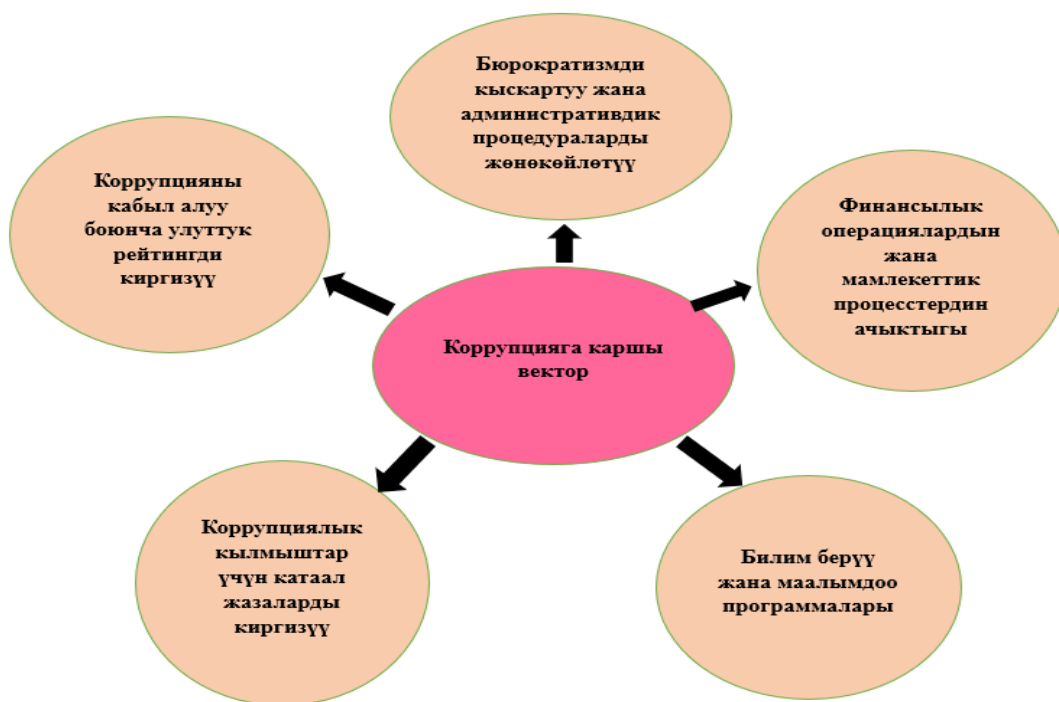 Бюрократизмди
кыскартуу жана
административдик
процедураларды
жөнөкөйлөтүү
Коррупцияны
кабыл алуу
боюнча улуттук
рейтингди
киргизүү
Финансылык
операциялардын
жана
мамлекеттик
процесстердин
ачыктыгы
Коррупцияга каршы
вектор
Коррупциялык
кылмыштар
үчүн катаал
жазаларды
киргизүү
Билим берүү
жана маалымдоо
программалары